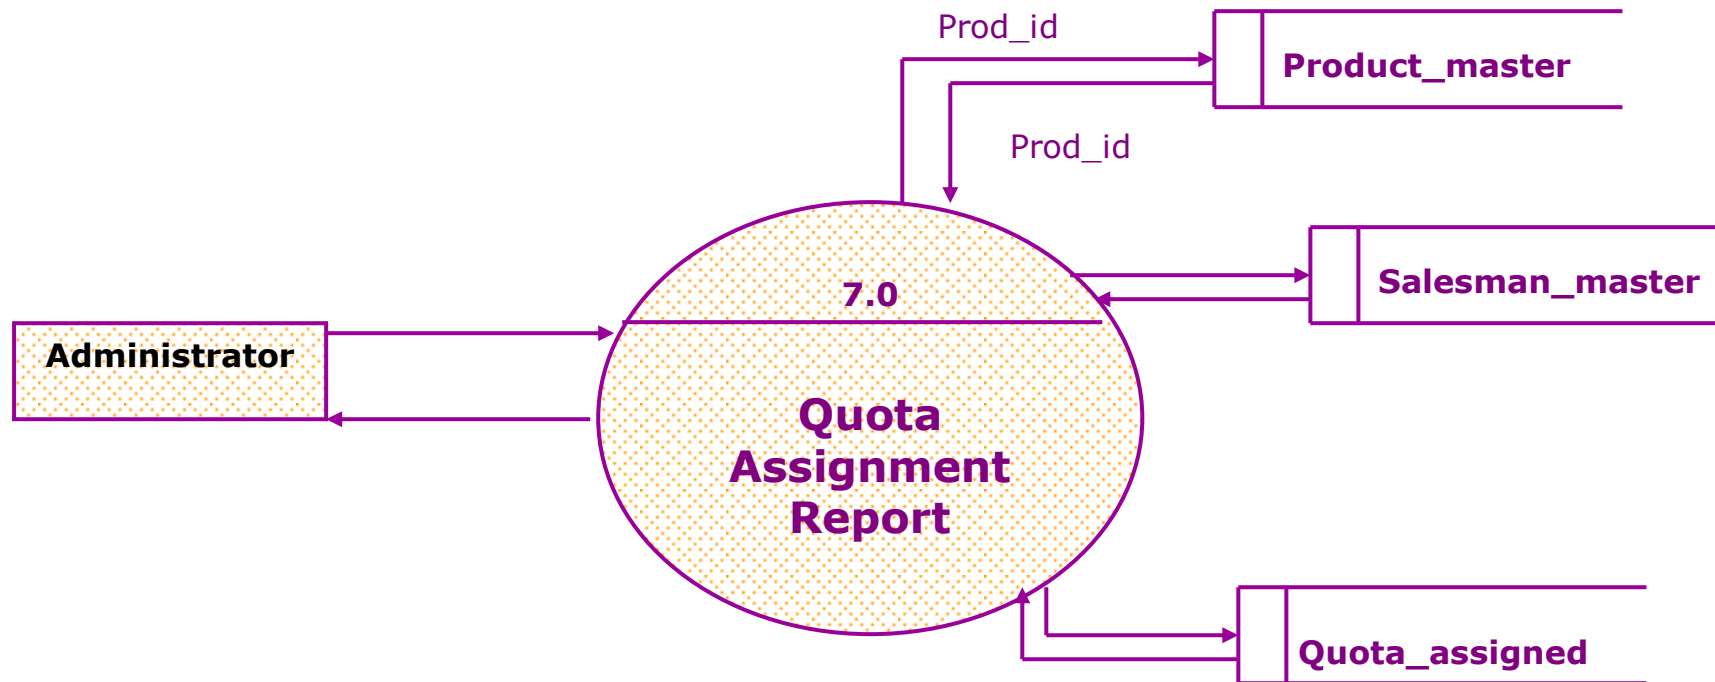 Prod_id
Product_master
Prod_id
7.0
Salesman_master
Administrator
Quota
Assignment
Report
Quota_assigned